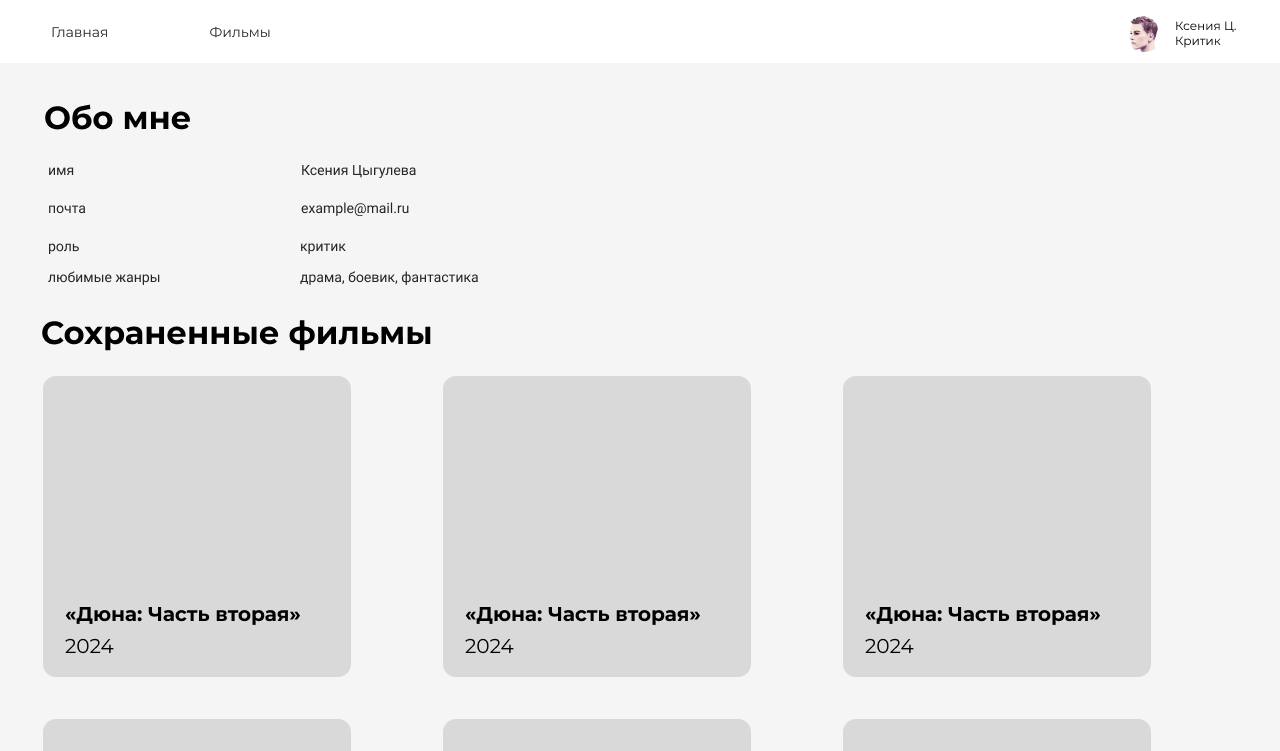 Главная Фильмы Ксения Ц.
Критик
Обо мне
имя Ксения Цыгулева
почта example@mail.ru
роль критик
любимые жанры драма, боевик, фантастика
Сохраненные фильмы
«Дюна: Часть вторая» «Дюна: Часть вторая» «Дюна: Часть вторая»
2024 2024 2024